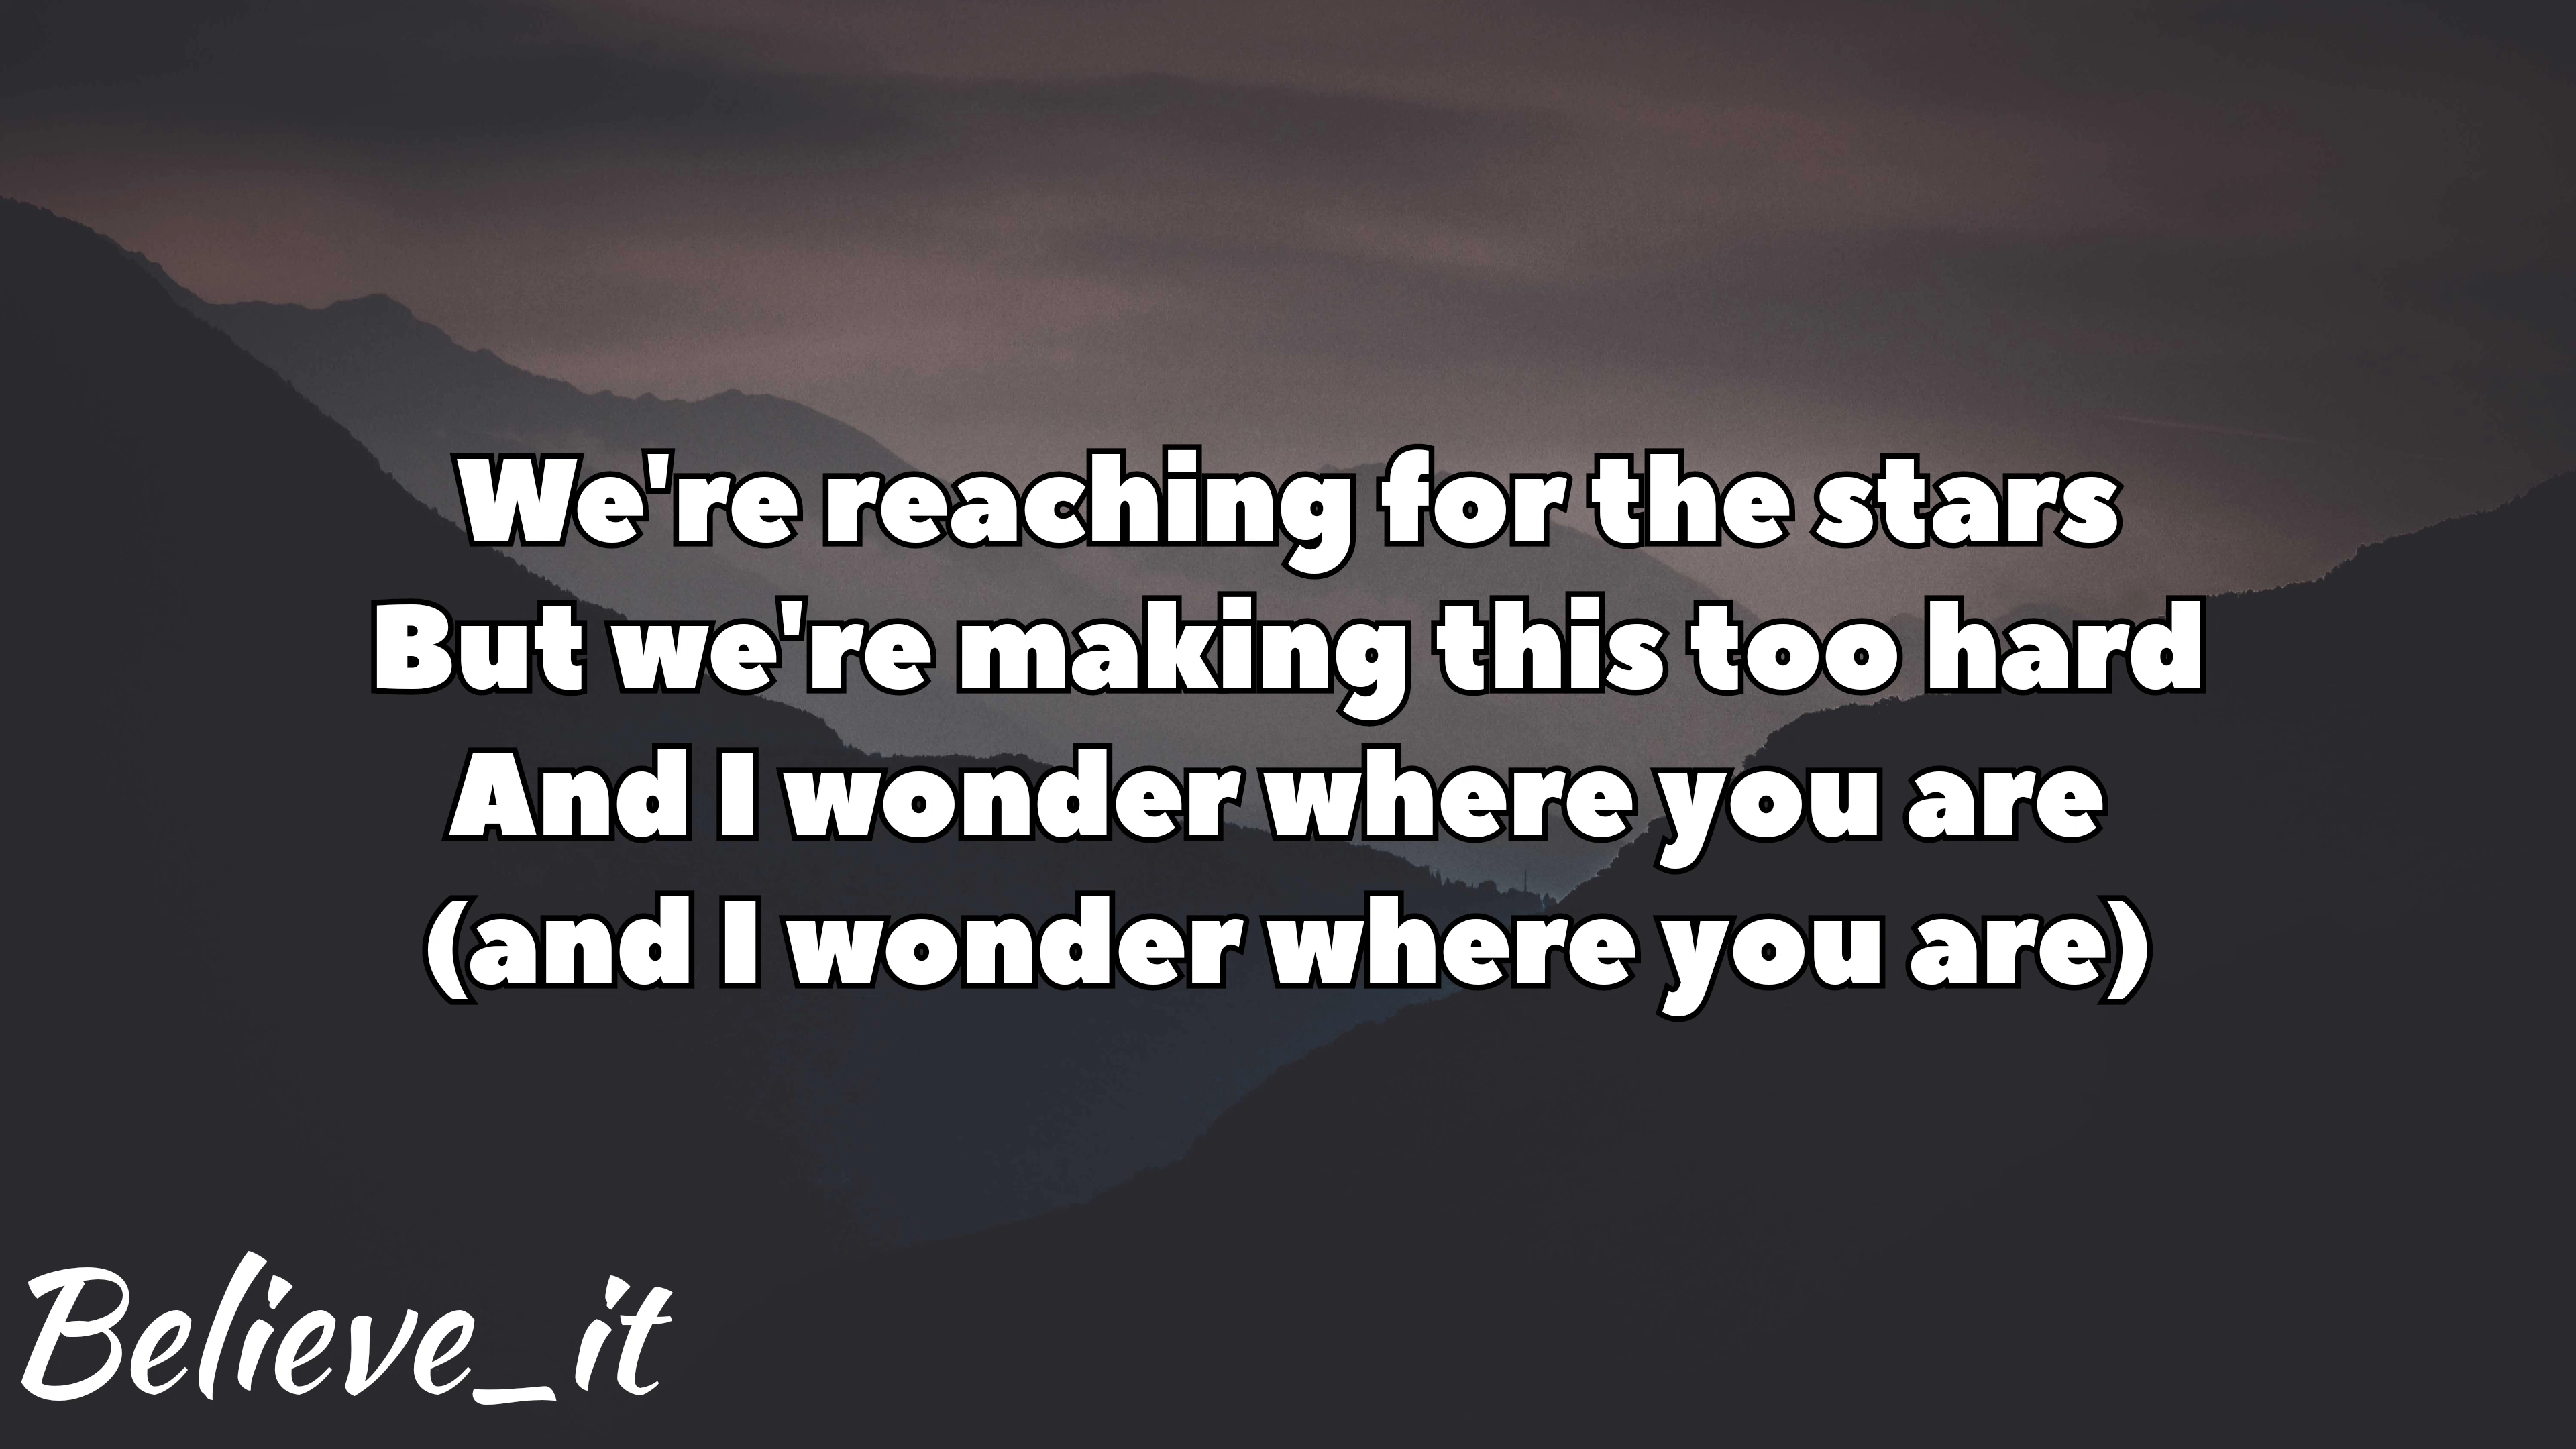 We're reaching for the stars
But we're making this too hard
And I wonder where you are
(and I wonder where you are)
Believe_it